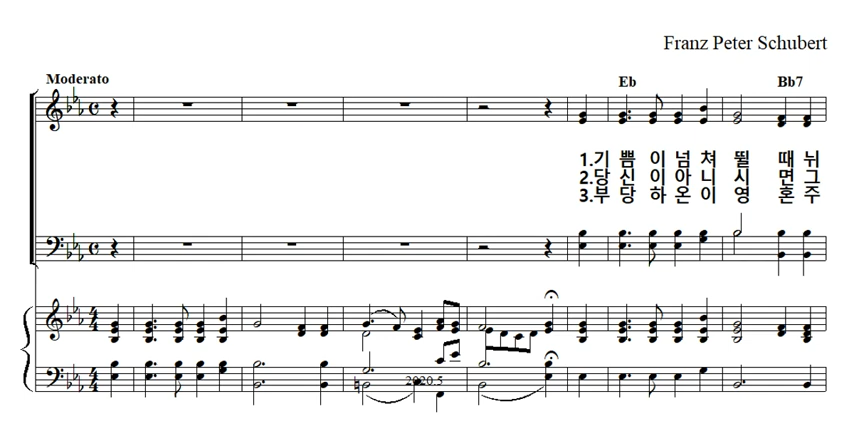 Franz Peter Schubert
Moderato
Eb Bb7
1.기 쁨 이 넘 쳐 뛸 때 뉘
2.당 신 이 아 니 시 면 그
3.부 당 하 온 이 영 혼 주
2020.5